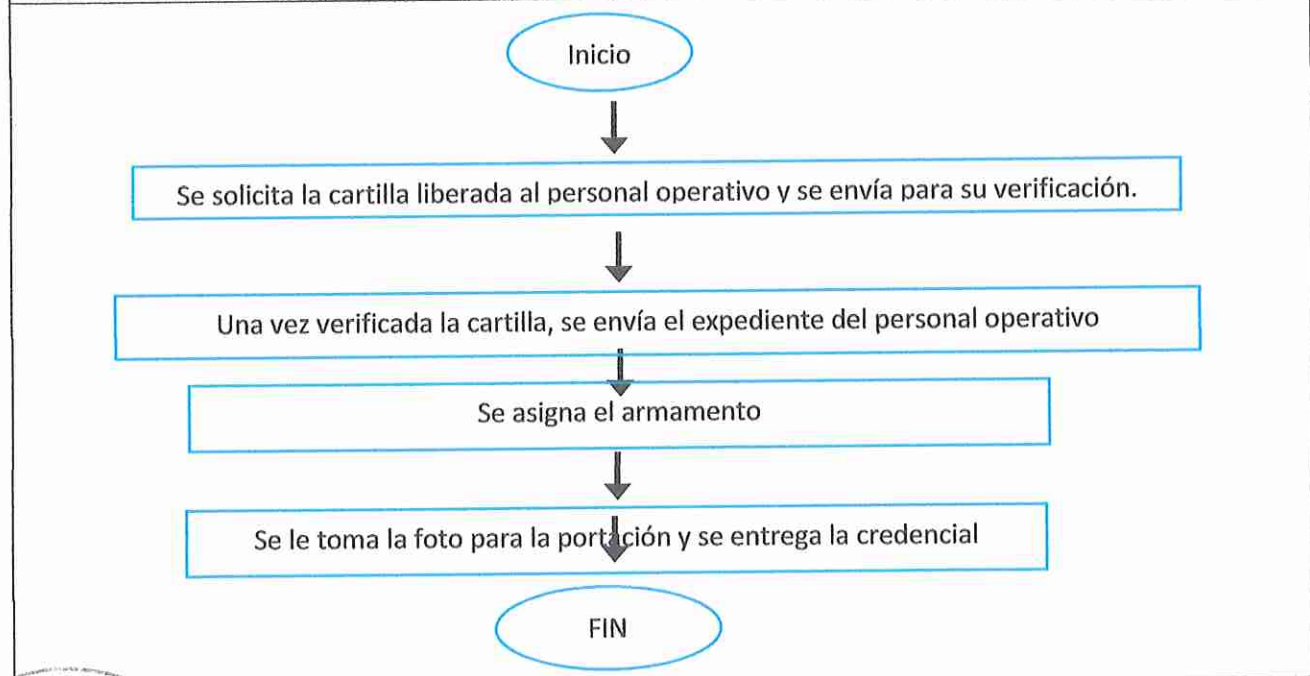 Inicio
Se solicita la cartilla liberada al personal operativo y se envía para su verificación.
Una vez verificada la cartilla, se envía el expediente del personal operativo
Se asigna el armamento
Se le toma la foto para la portación y se entrega la credencial
FIN